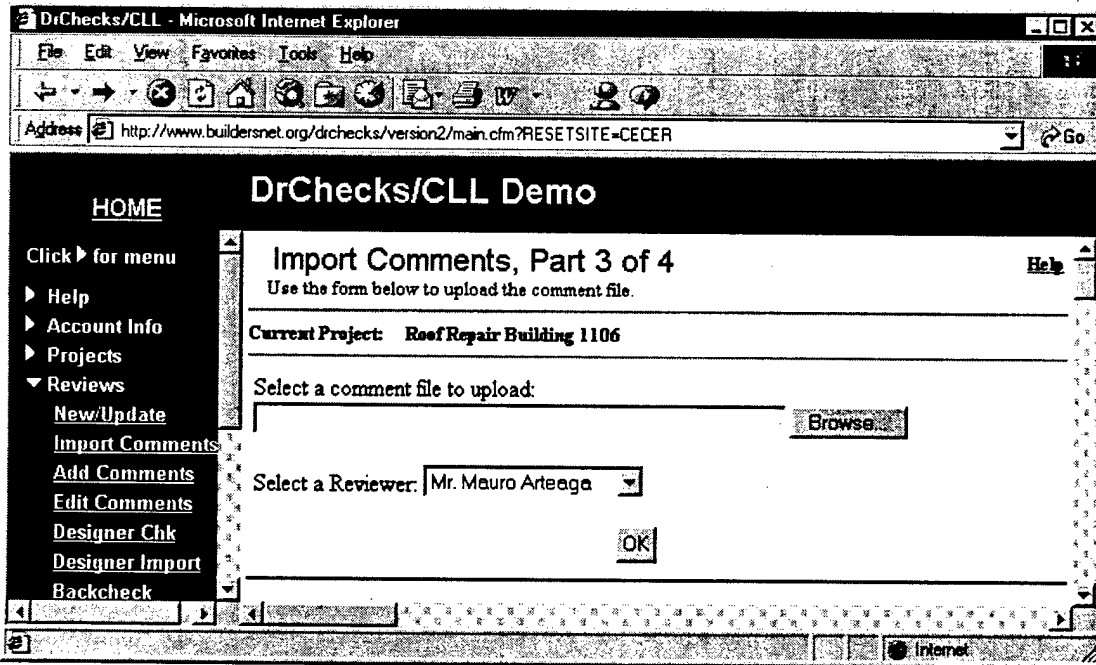 DrChecks/CLL - Microsoft Internet Explorer
File Edit View Favorites Tools Help
Address http://www.buildersnet.org/drchecks/version2/main.cfm?RESETSITE=CECER Go
HOME
DrChecks/CLL Demo
Click for menu
Help
Account Info
Projects
Reviews
New/Update
Import Comments
Add Comments
Edit Comments
Designer Chk
Designer Import
Backcheck
Import Comments, Part 3 of 4
Help
Use the form below to upload the comment file.
Current Project: Roof Repair Building 1106
Select a comment file to upload:
Browse...
Select a Reviewer: Mr. Mauro Arteaga
OK
Internet